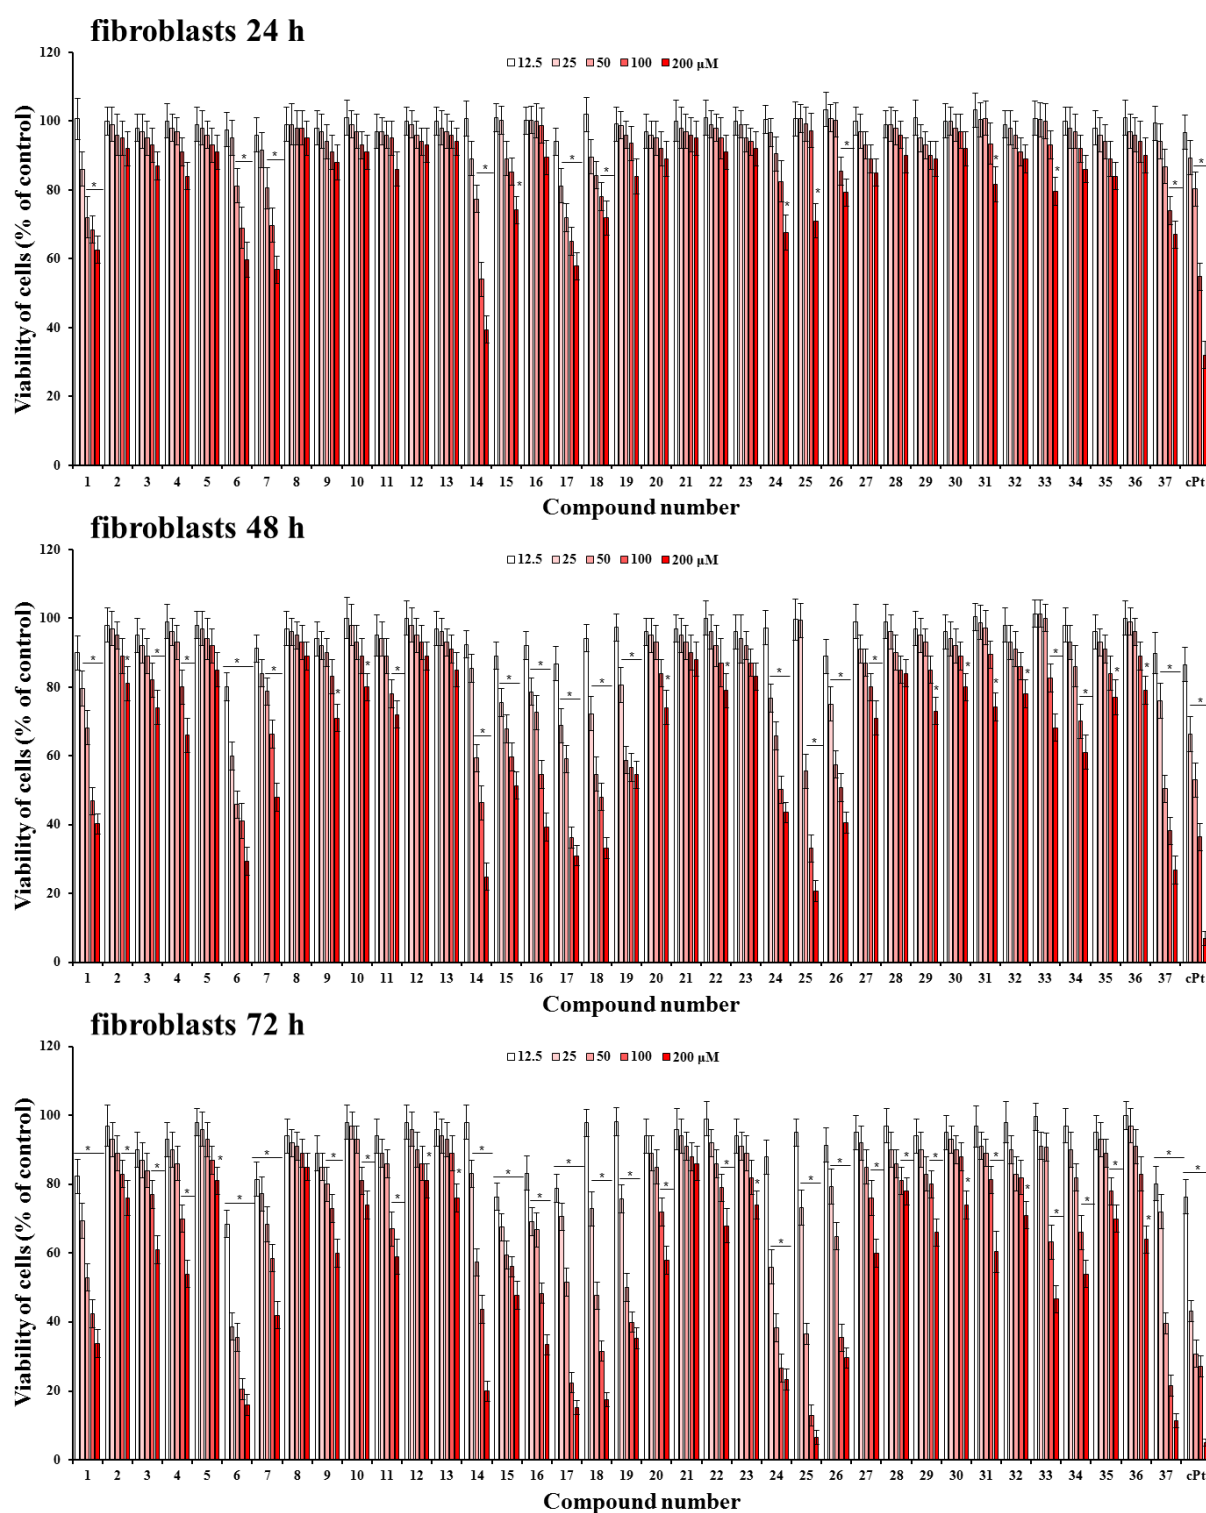 fibroblasts 24 h
12.5 25 50 100 200 µM
Viability of cells (% of control)
120
100
80
60
40
20
0
1 2 3 4 5 6 7 8 9 10 11 12 13 14 15 16 17 18 19 20 21 22 23 24 25 26 27 28 29 30 31 32 33 34 35 36 37 cPt
Compound number
fibroblasts 48 h
12.5 25 50 100 200 µM
Viability of cells (% of control)
120
100
80
60
40
20
0
1 2 3 4 5 6 7 8 9 10 11 12 13 14 15 16 17 18 19 20 21 22 23 24 25 26 27 28 29 30 31 32 33 34 35 36 37 cPt
Compound number
fibroblasts 72 h
12.5 25 50 100 200 µM
Viability of cells (% of control)
120
100
80
60
40
20
0
1 2 3 4 5 6 7 8 9 10 11 12 13 14 15 16 17 18 19 20 21 22 23 24 25 26 27 28 29 30 31 32 33 34 35 36 37 cPt
Compound number